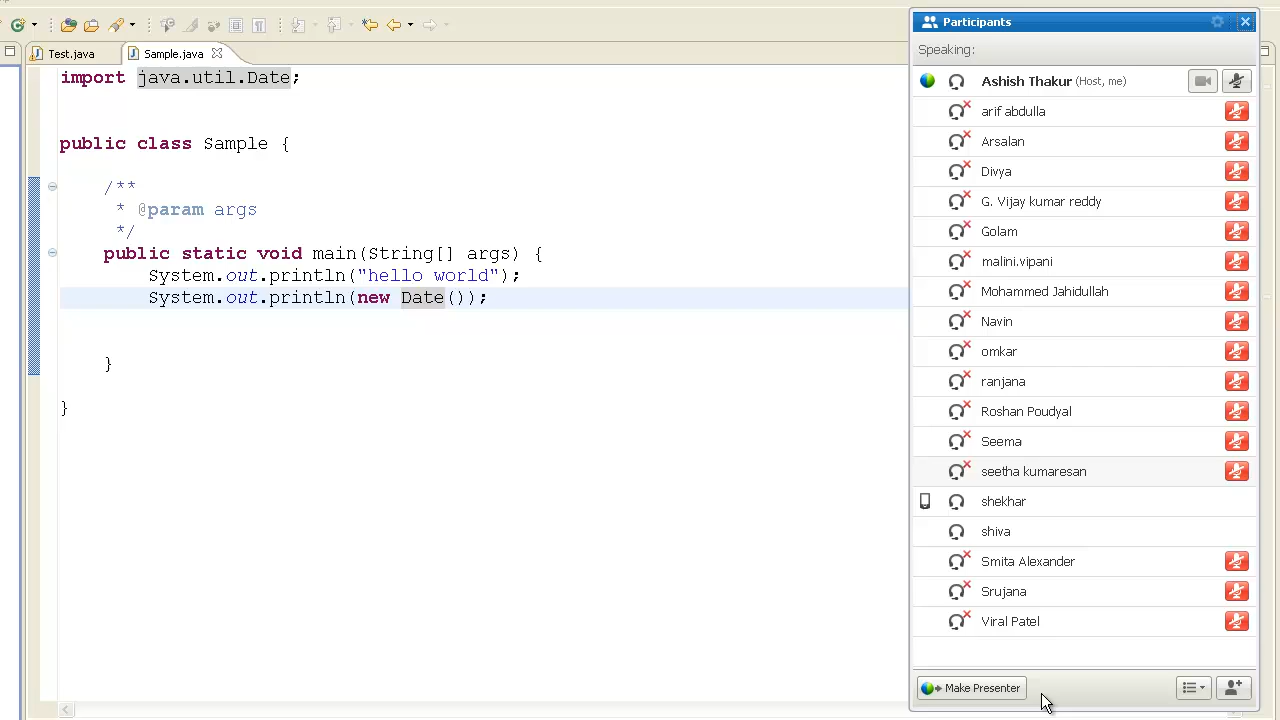 Test.java
Sample.java
import java.util.Date;
public class Sample {
/**
* @param args
*/
public static void main(String[] args) {
System.out.println("hello world");
System.out.println(new Date());
}
}
Participants
Speaking:
Ashish Thakur (Host, me)
arif abdulla
Arsalan
Divya
G. Vijay kumar reddy
Golam
malini.vipani
Mohammed Jahidullah
Navin
omkar
ranjana
Roshan Poudyal
Seema
seetha kumaresan
shekhar
shiva
Smita Alexander
Srujana
Viral Patel
Make Presenter